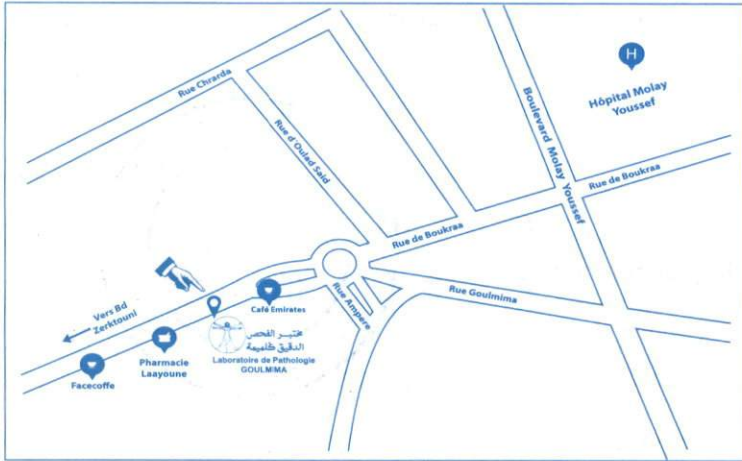 Rue Chrarda
H
Hôpital Molay
Youssef
Boulevard Molay Youssef
Rue d'Oulad Said
Rue de Boukraa
Rue de Boukraa
Rue Goulmima
Rue Ampere
Café Emirates
Vers Bd
Zerktouni
مختبر الفحص
الدقيق كلميمة
Laboratoire de Pathologie
GOULMIMA
Pharmacie
Laayoune
Facecoffe